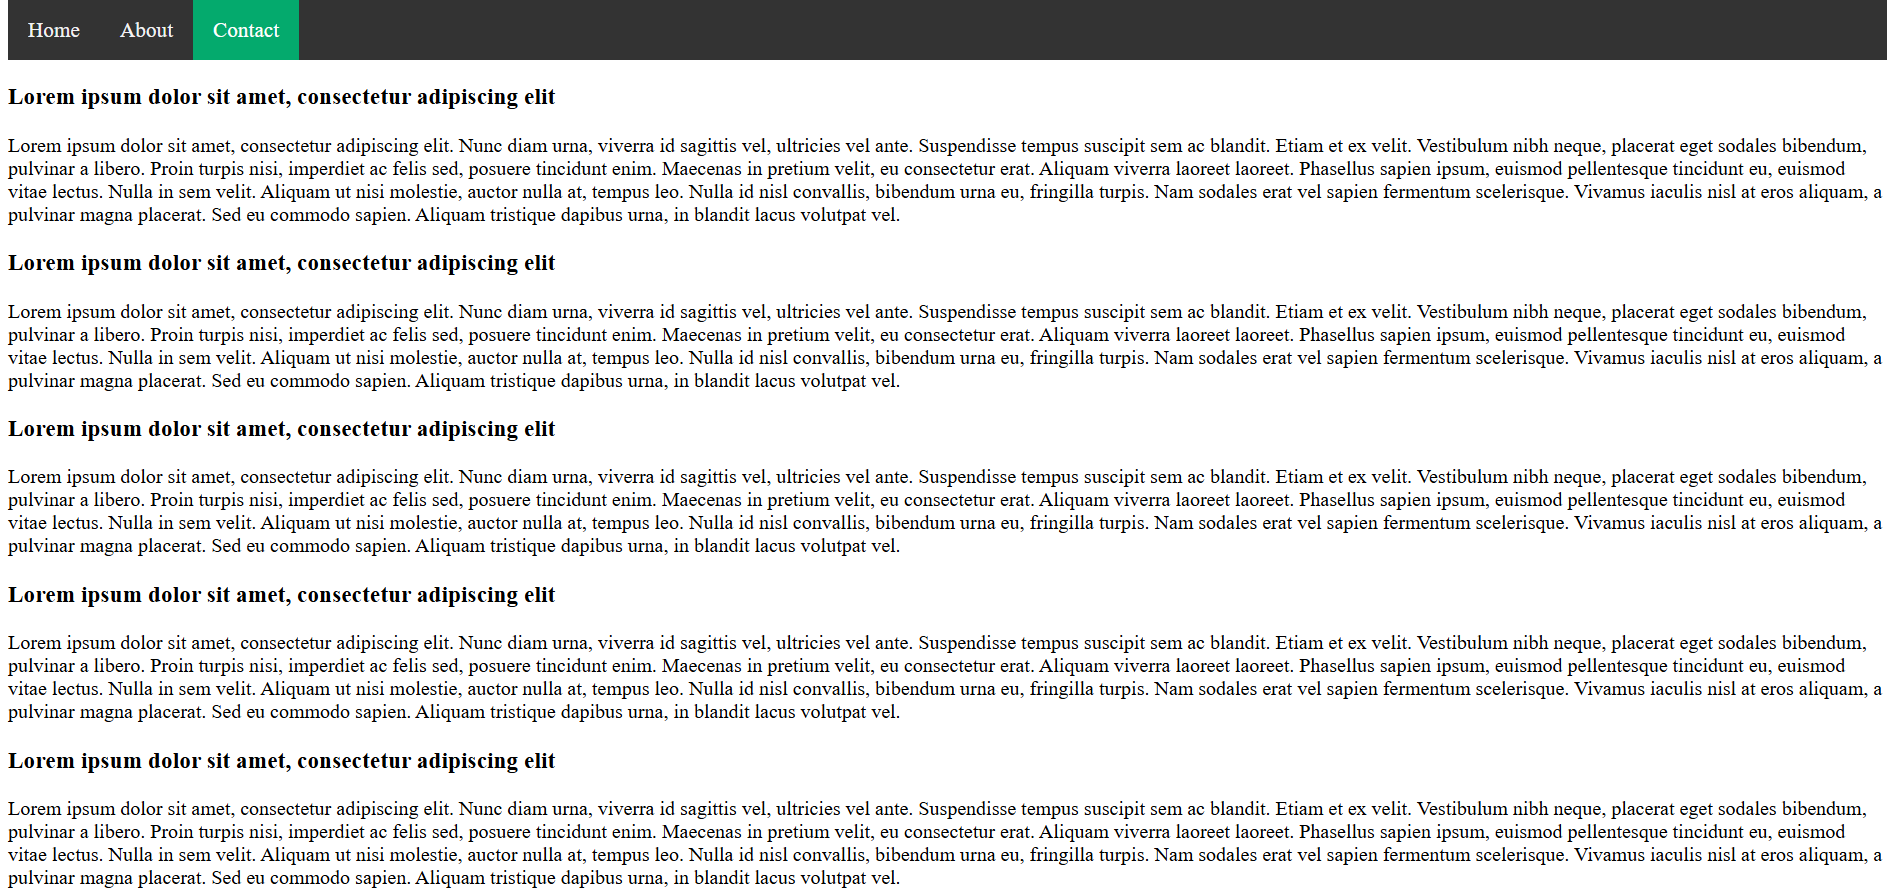 Home About Contact
Lorem ipsum dolor sit amet, consectetur adipiscing elit
Lorem ipsum dolor sit amet, consectetur adipiscing elit. Nunc diam urna, viverra id sagittis vel, ultricies vel ante. Suspendisse tempus suscipit sem ac blandit. Etiam et ex velit. Vestibulum nibh neque, placerat eget sodales bibendum,
pulvinar a libero. Proin turpis nisi, imperdiet ac felis sed, posuere tincidunt enim. Maecenas in pretium velit, eu consectetur erat. Aliquam viverra laoreet laoreet. Phasellus sapien ipsum, euismod pellentesque tincidunt eu, euismod
vitae lectus. Nulla in sem velit. Aliquam ut nisi molestie, auctor nulla at, tempus leo. Nulla id nisl convallis, bibendum urna eu, fringilla turpis. Nam sodales erat vel sapien fermentum scelerisque. Vivamus iaculis nisl at eros aliquam, a
pulvinar magna placerat. Sed eu commodo sapien. Aliquam tristique dapibus urna, in blandit lacus volutpat vel.
Lorem ipsum dolor sit amet, consectetur adipiscing elit
Lorem ipsum dolor sit amet, consectetur adipiscing elit. Nunc diam urna, viverra id sagittis vel, ultricies vel ante. Suspendisse tempus suscipit sem ac blandit. Etiam et ex velit. Vestibulum nibh neque, placerat eget sodales bibendum,
pulvinar a libero. Proin turpis nisi, imperdiet ac felis sed, posuere tincidunt enim. Maecenas in pretium velit, eu consectetur erat. Aliquam viverra laoreet laoreet. Phasellus sapien ipsum, euismod pellentesque tincidunt eu, euismod
vitae lectus. Nulla in sem velit. Aliquam ut nisi molestie, auctor nulla at, tempus leo. Nulla id nisl convallis, bibendum urna eu, fringilla turpis. Nam sodales erat vel sapien fermentum scelerisque. Vivamus iaculis nisl at eros aliquam, a
pulvinar magna placerat. Sed eu commodo sapien. Aliquam tristique dapibus urna, in blandit lacus volutpat vel.
Lorem ipsum dolor sit amet, consectetur adipiscing elit
Lorem ipsum dolor sit amet, consectetur adipiscing elit. Nunc diam urna, viverra id sagittis vel, ultricies vel ante. Suspendisse tempus suscipit sem ac blandit. Etiam et ex velit. Vestibulum nibh neque, placerat eget sodales bibendum,
pulvinar a libero. Proin turpis nisi, imperdiet ac felis sed, posuere tincidunt enim. Maecenas in pretium velit, eu consectetur erat. Aliquam viverra laoreet laoreet. Phasellus sapien ipsum, euismod pellentesque tincidunt eu, euismod
vitae lectus. Nulla in sem velit. Aliquam ut nisi molestie, auctor nulla at, tempus leo. Nulla id nisl convallis, bibendum urna eu, fringilla turpis. Nam sodales erat vel sapien fermentum scelerisque. Vivamus iaculis nisl at eros aliquam, a
pulvinar magna placerat. Sed eu commodo sapien. Aliquam tristique dapibus urna, in blandit lacus volutpat vel.
Lorem ipsum dolor sit amet, consectetur adipiscing elit
Lorem ipsum dolor sit amet, consectetur adipiscing elit. Nunc diam urna, viverra id sagittis vel, ultricies vel ante. Suspendisse tempus suscipit sem ac blandit. Etiam et ex velit. Vestibulum nibh neque, placerat eget sodales bibendum,
pulvinar a libero. Proin turpis nisi, imperdiet ac felis sed, posuere tincidunt enim. Maecenas in pretium velit, eu consectetur erat. Aliquam viverra laoreet laoreet. Phasellus sapien ipsum, euismod pellentesque tincidunt eu, euismod
vitae lectus. Nulla in sem velit. Aliquam ut nisi molestie, auctor nulla at, tempus leo. Nulla id nisl convallis, bibendum urna eu, fringilla turpis. Nam sodales erat vel sapien fermentum scelerisque. Vivamus iaculis nisl at eros aliquam, a
pulvinar magna placerat. Sed eu commodo sapien. Aliquam tristique dapibus urna, in blandit lacus volutpat vel.
Lorem ipsum dolor sit amet, consectetur adipiscing elit
Lorem ipsum dolor sit amet, consectetur adipiscing elit. Nunc diam urna, viverra id sagittis vel, ultricies vel ante. Suspendisse tempus suscipit sem ac blandit. Etiam et ex velit. Vestibulum nibh neque, placerat eget sodales bibendum,
pulvinar a libero. Proin turpis nisi, imperdiet ac felis sed, posuere tincidunt enim. Maecenas in pretium velit, eu consectetur erat. Aliquam viverra laoreet laoreet. Phasellus sapien ipsum, euismod pellentesque tincidunt eu, euismod
vitae lectus. Nulla in sem velit. Aliquam ut nisi molestie, auctor nulla at, tempus leo. Nulla id nisl convallis, bibendum urna eu, fringilla turpis. Nam sodales erat vel sapien fermentum scelerisque. Vivamus iaculis nisl at eros aliquam, a
pulvinar magna placerat. Sed eu commodo sapien. Aliquam tristique dapibus urna, in blandit lacus volutpat vel.